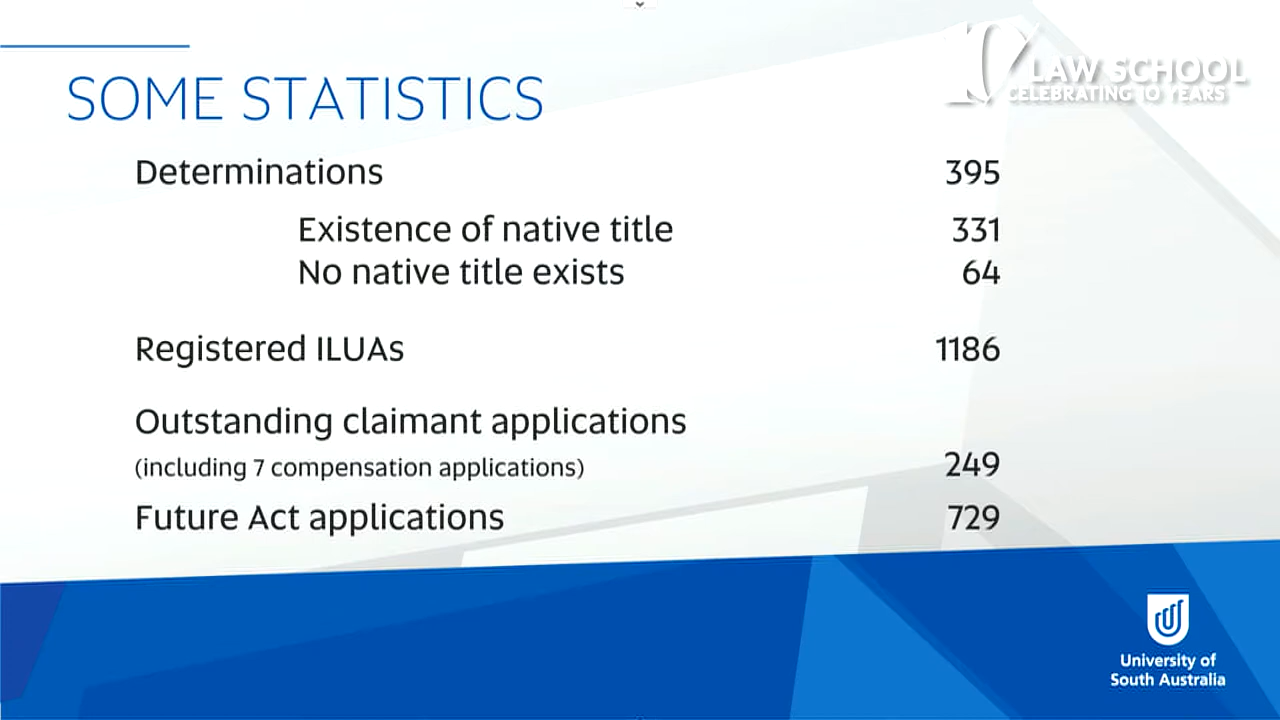 10 LAW SCHOOL
CELEBRATING 10 YEARS
SOME STATISTICS
Determinations 395
Existence of native title 331
No native title exists 64
Registered ILUAs 1186
Outstanding claimant applications
(including 7 compensation applications) 249
Future Act applications 729
University of
South Australia